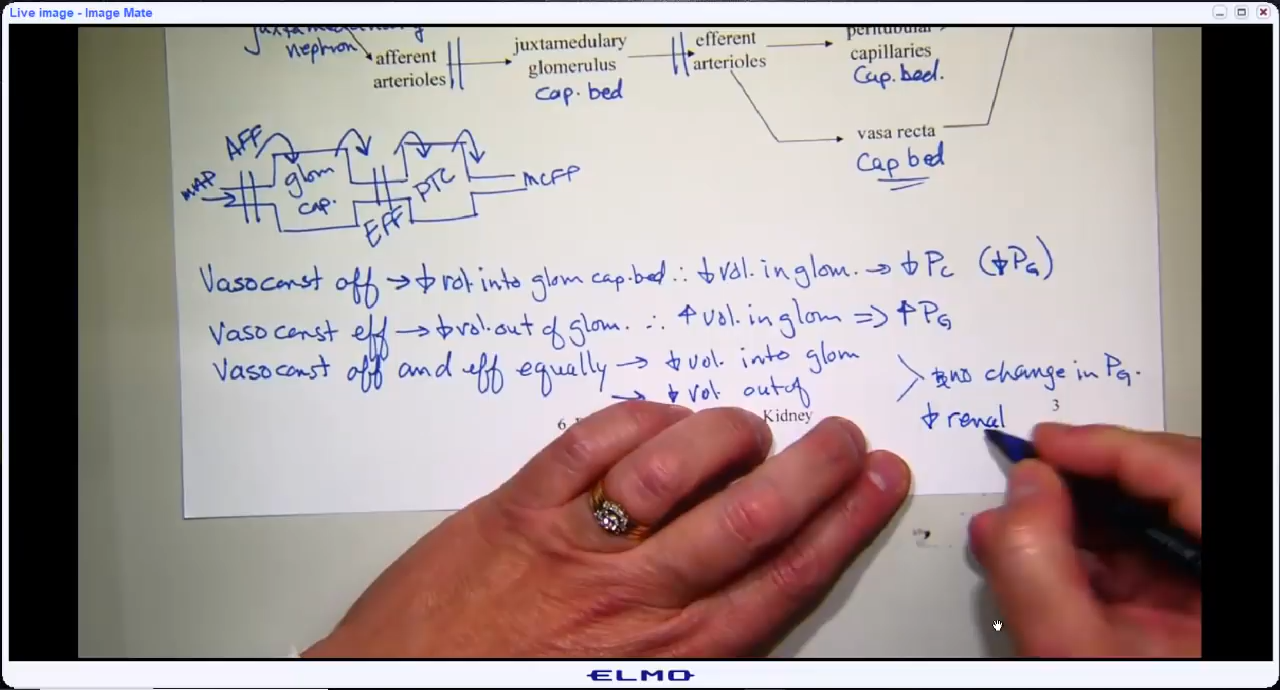 Live image - Image Mate
nephron
afferent
arterioles
juxtamedulary
glomerulus
Cap. bed
efferent
arterioles
peritubular
capillaries
Cap. bed.
vasa recta
Cap bed
AFF
MAP
glom
cap.
EFF
PTC
MCFP
Vasoconst aff → ↓ vol. into glom cap. bed ∴ ↓ vol. in glom. → ↓ Pc (↓PG)
Vasoconst eff → ↓ vol. out of glom. ∴ ↑ vol. in glom ⇒ ↑ PG
Vasoconst aff and eff equally → ↓ vol. into glom
→ ↓ vol. out of
no change in PG.
↓ renal
6
Kidney
3
ELMO